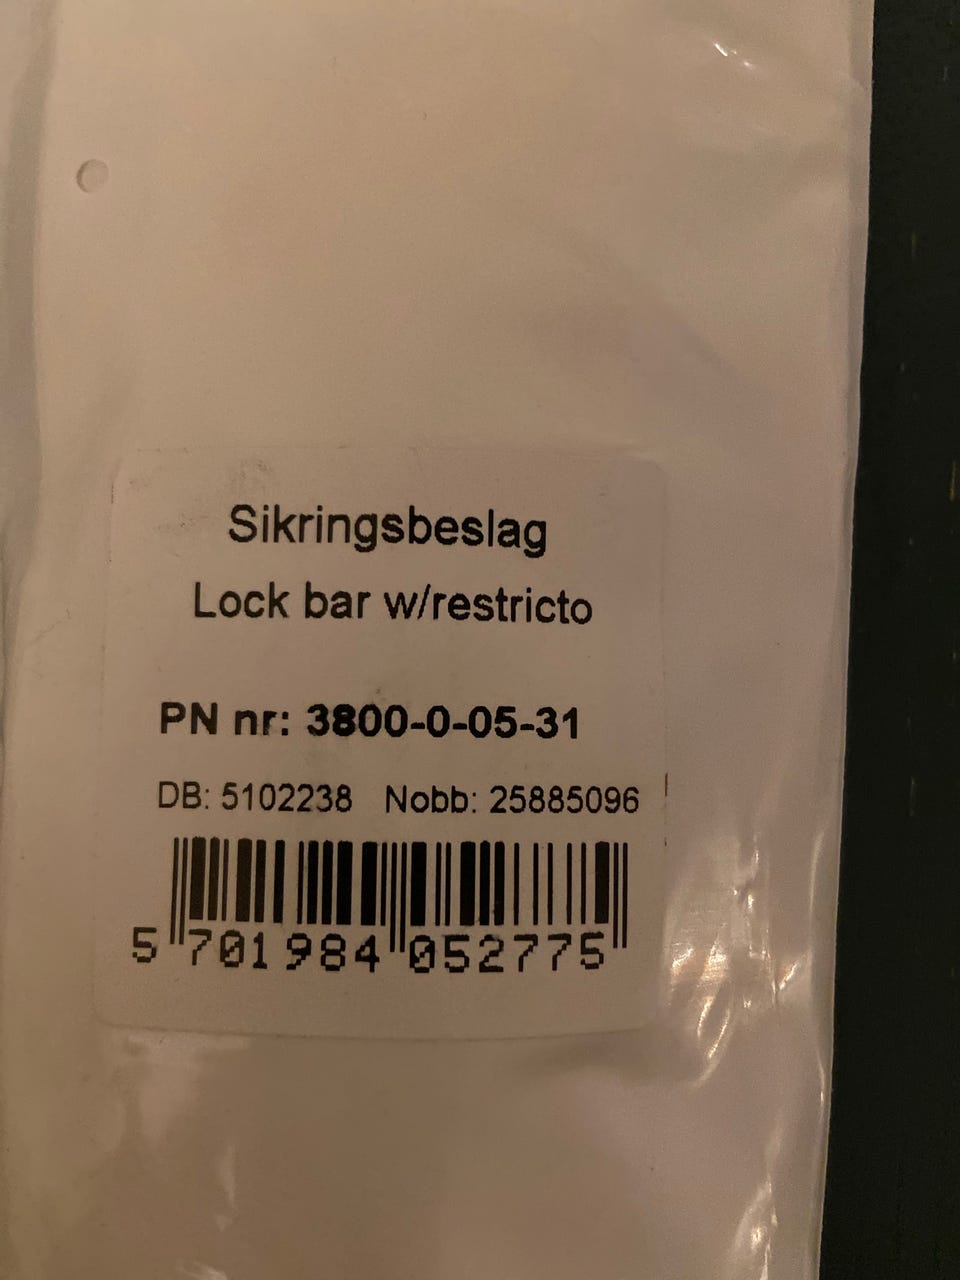 Sikringsbeslag
Lock bar w/restricto
PN nr: 3800-0-05-31
DB: 5102238 Nobb: 25885096
5 701984 052775